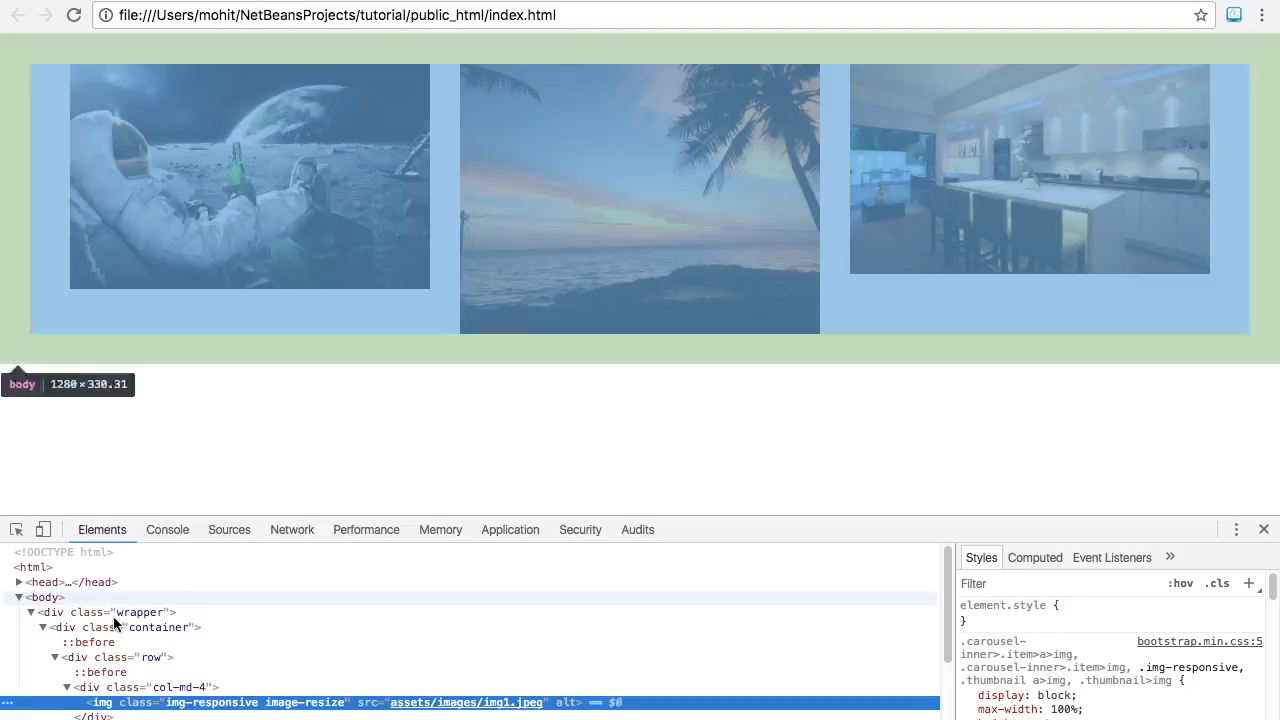 file:///Users/mohit/NetBeansProjects/tutorial/public_html/index.html
body 1280×330.31
Elements Console Sources Network Performance Memory Application Security Audits
<!DOCTYPE html>
<html>
<head>…</head>
<body>
<div class="wrapper">
<div class="container">
::before
<div class="row">
::before
<div class="col-md-4">
<img class="img-responsive image-resize" src="assets/images/img1.jpeg" alt> == $0
</div>
Styles Computed Event Listeners »
Filter :hov .cls +
element.style {
}
.carousel- bootstrap.min.css:5
inner>.item>a>img,
.carousel-inner>.item>img, .img-responsive,
.thumbnail a>img, .thumbnail>img {
display: block;
max-width: 100%;